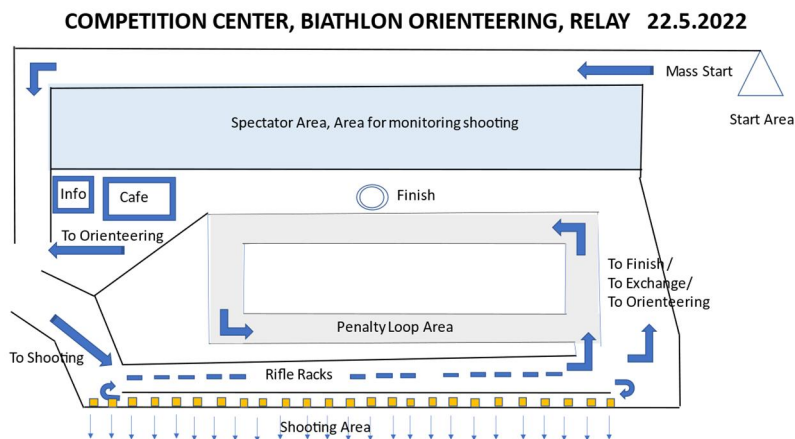 COMPETITION CENTER, BIATHLON ORIENTEERING, RELAY 22.5.2022
Mass Start
Start Area
Spectator Area, Area for monitoring shooting
Info
Cafe
Finish
To Orienteering
To Finish /
To Exchange/
To Orienteering
Penalty Loop Area
To Shooting
Rifle Racks
Shooting Area